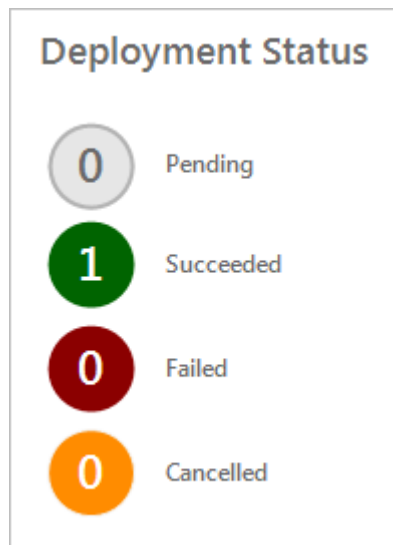 Deployment Status
0 Pending
1 Succeeded
0 Failed
0 Cancelled